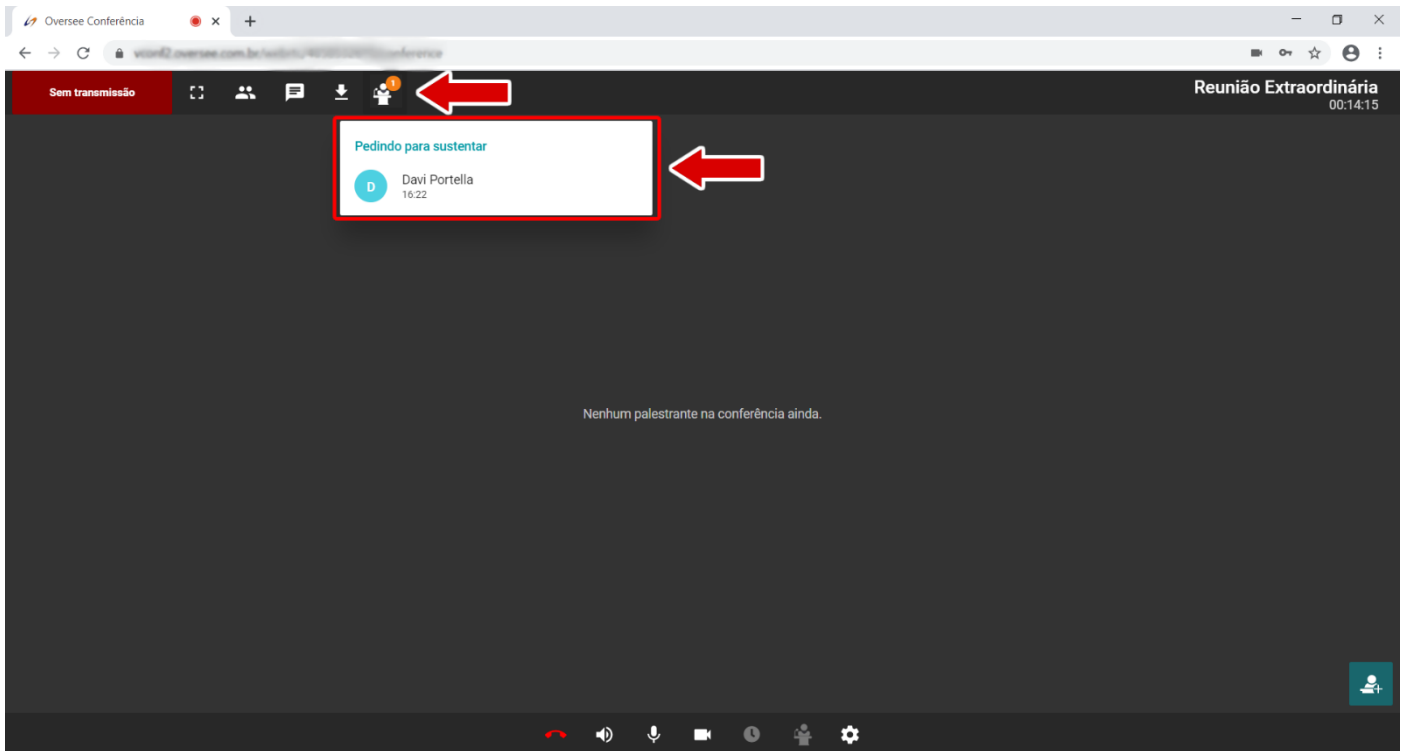 Oversee Conferência
Sem transmissão
1
Reunião Extraordinária
00:14:15
Pedindo para sustentar
D
Davi Portella
16:22
Nenhum palestrante na conferência ainda.